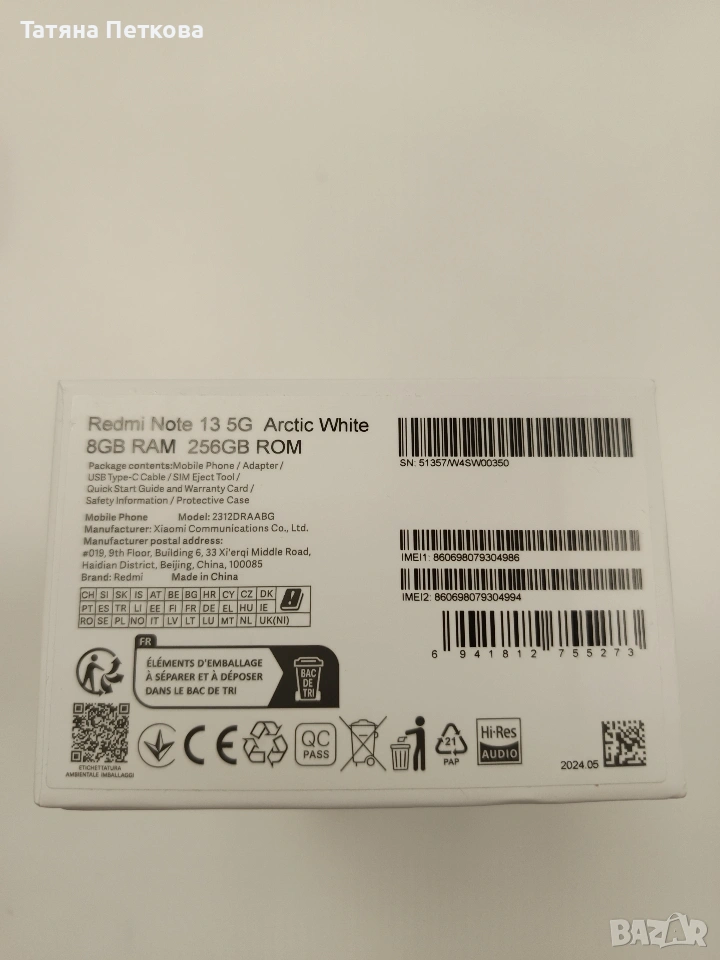 Татяна Петкова
Redmi Note 13 5G Arctic White
8GB RAM 256GB ROM
Package contents:Mobile Phone / Adapter /
USB Type-C Cable / SIM Eject Tool /
Quick Start Guide and Warranty Card /
Safety Information / Protective Case
Mobile Phone Model: 2312DRAABG
Manufacturer: Xiaomi Communications Co., Ltd.
Manufacturer postal address:
#019, 9th Floor, Building 6, 33 Xi'erqi Middle Road,
Haidian District, Beijing, China, 100085
Brand: Redmi Made in China
SN: 51357/W4SW00350
IMEI1: 860698079304986
IMEI2: 860698079304994
6 941812 755273
CH SI SK IS AT BE BG HR CY CZ DK
PT ES TR LI EE FI FR DE EL HU IE
RO SE PL NO IT LV LT LU MT NL UK(NI)
FR
ÉLÉMENTS D'EMBALLAGE
À SÉPARER ET À DÉPOSER
DANS LE BAC DE TRI
BAC
DE
TRI
ETICHETTATURA
AMBIENTALE IMBALLAGGI
CE
QC
PASS
21
PAP
Hi-Res
AUDIO
2024.05
BAZAR